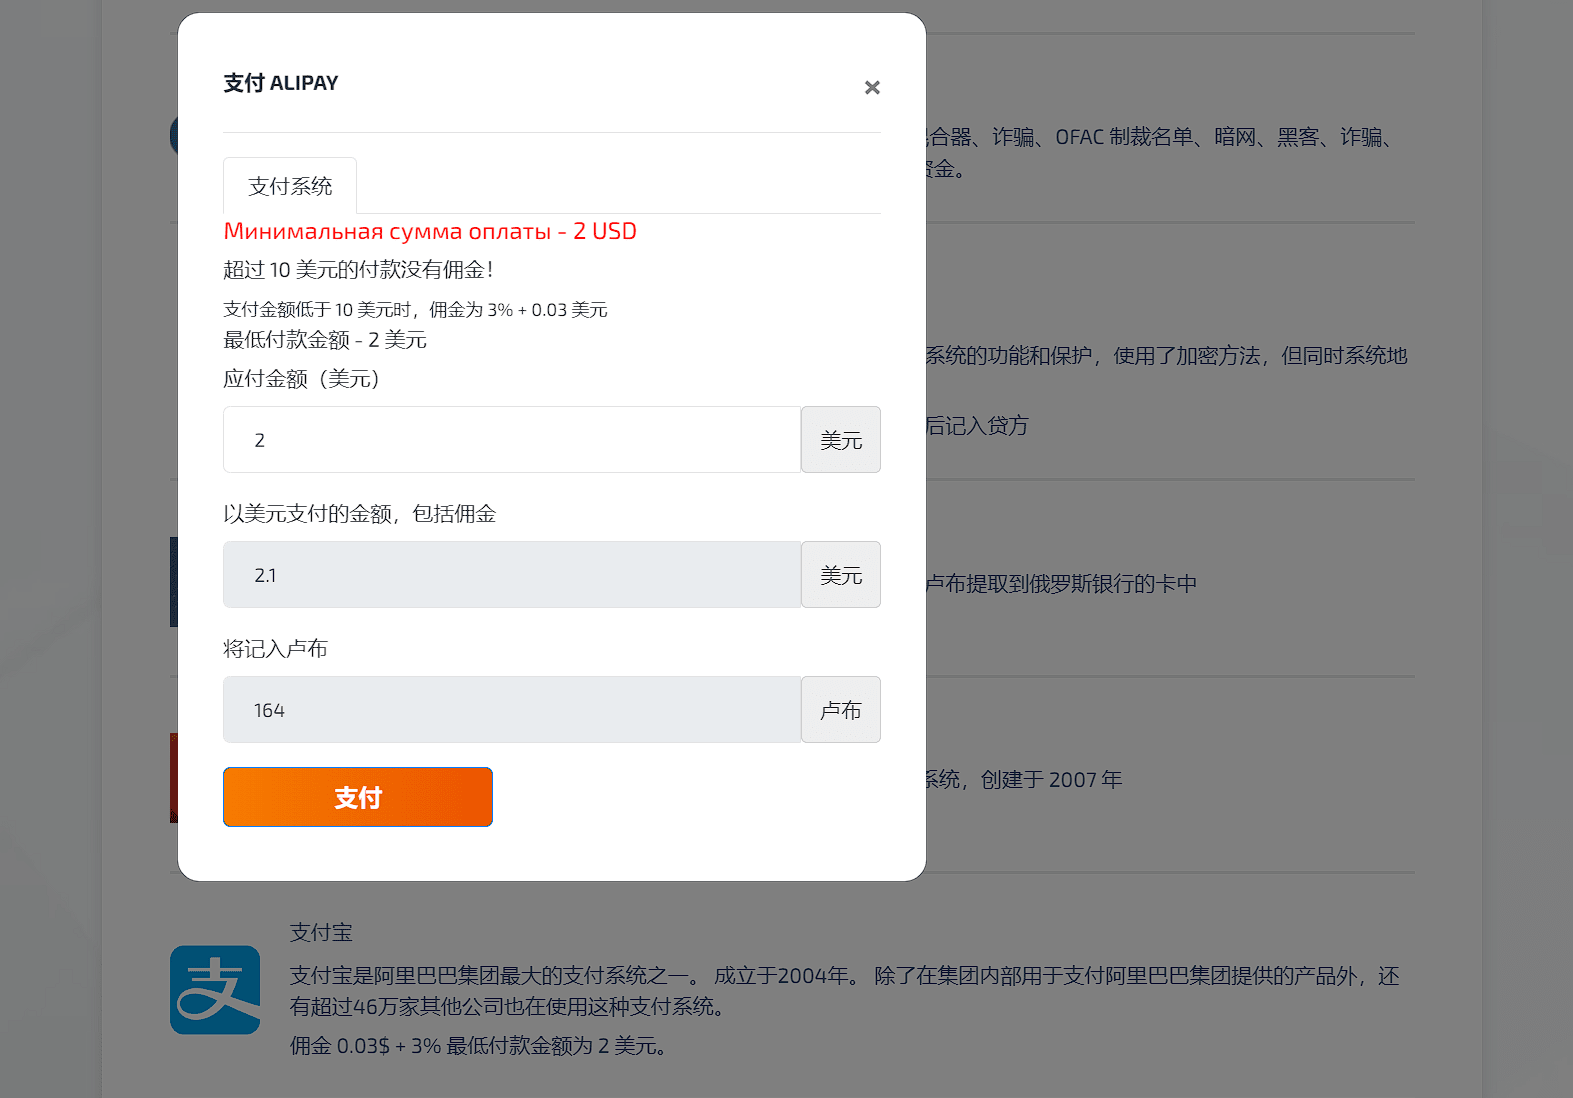 支付 ALIPAY
×
支付系统
Минимальная сумма оплаты - 2 USD
超过 10 美元的付款没有佣金！
支付金额低于 10 美元时，佣金为 3% + 0.03 美元
最低付款金额 - 2 美元
应付金额（美元）
2 美元
以美元支付的金额，包括佣金
2.1 美元
将记入卢布
164 卢布
支付
合器、诈骗、OFAC 制裁名单、暗网、黑客、诈骗、
资金。
系统的功能和保护，使用了加密方法，但同时系统地
后记入贷方
卢布提取到俄罗斯银行的卡中
系统，创建于 2007 年
支付宝
支付宝是阿里巴巴集团最大的支付系统之一。 成立于2004年。 除了在集团内部用于支付阿里巴巴集团提供的产品外，还
有超过46万家其他公司也在使用这种支付系统。
佣金 0.03$ + 3% 最低付款金额为 2 美元。